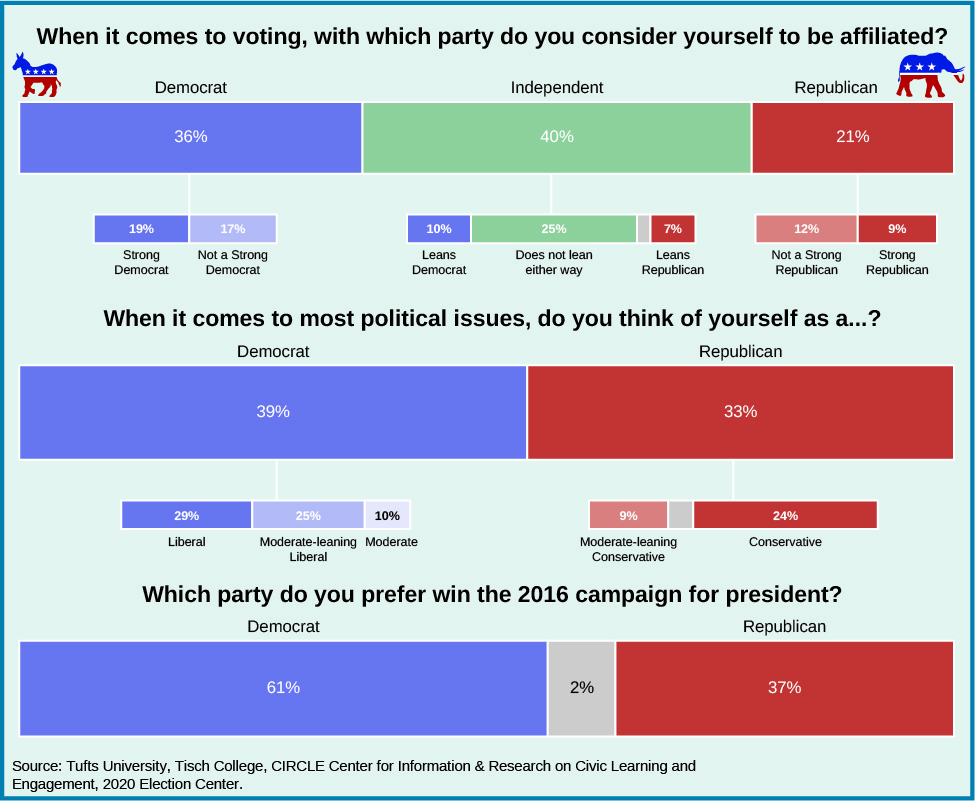 When it comes to voting, with which party do you consider yourself to be affiliated?
Democrat Independent Republican
36% 40% 21%
19% 17% 10% 25% 7% 12% 9%
Strong Democrat
Not a Strong Democrat
Leans Democrat
Does not lean either way
Leans Republican
Not a Strong Republican
Strong Republican
When it comes to most political issues, do you think of yourself as a...?
Democrat Republican
39% 33%
29% 25% 10% 9% 24%
Liberal
Moderate-leaning Liberal
Moderate
Moderate-leaning Conservative
Conservative
Which party do you prefer win the 2016 campaign for president?
Democrat Republican
61% 2% 37%
Source: Tufts University, Tisch College, CIRCLE Center for Information & Research on Civic Learning and
Engagement, 2020 Election Center.